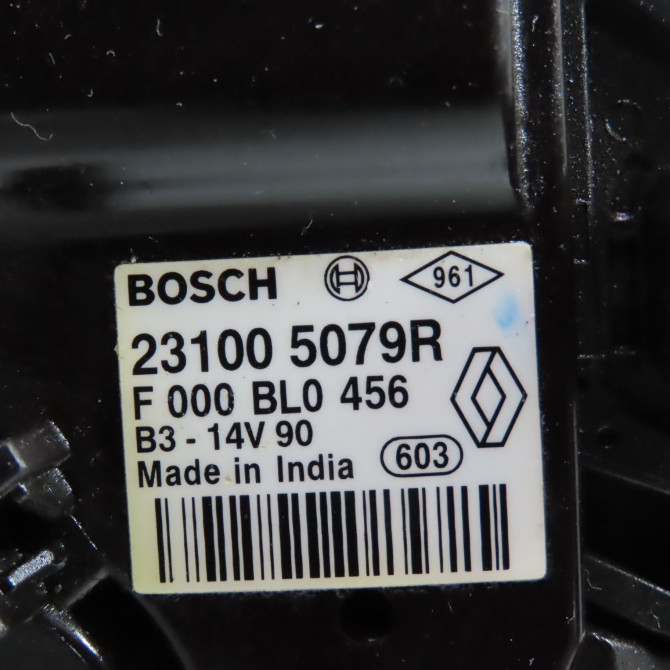 BOSCH 961
23100 5079R
F 000 BL0 456
B3 - 14V 90
Made in India 603